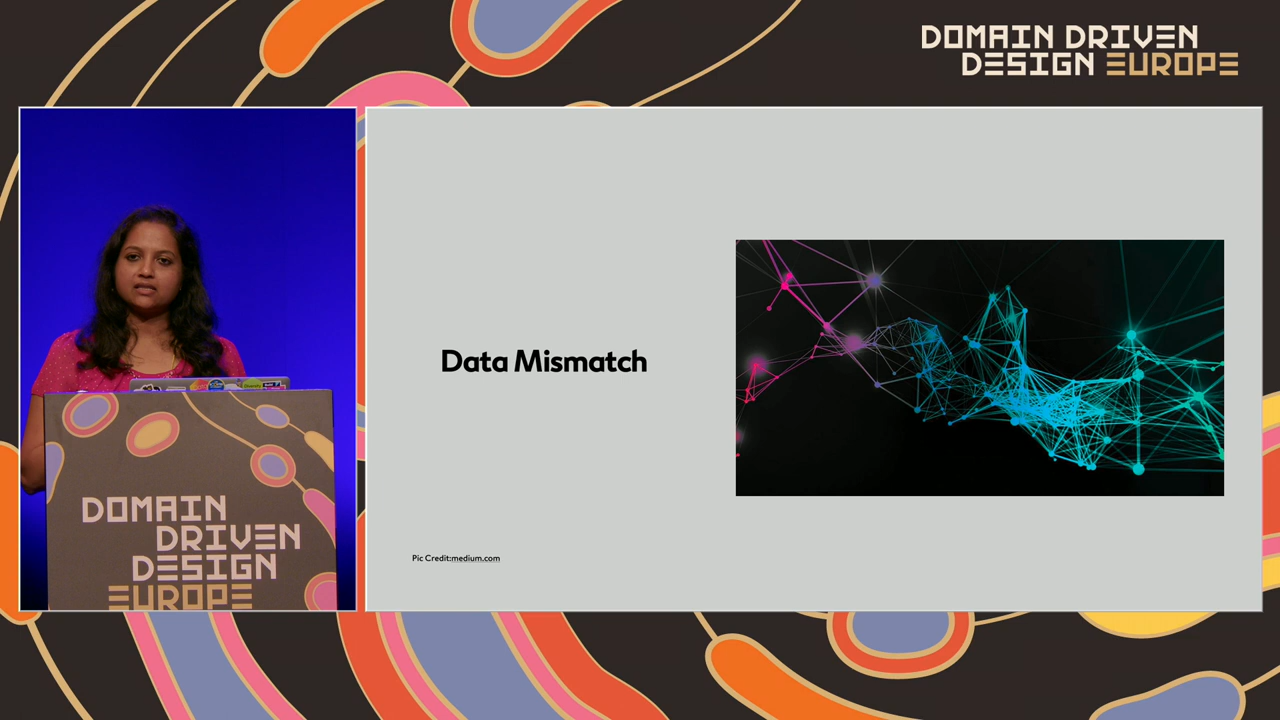 DOMAIN DRIVEN
DESIGN EUROPE
Data Mismatch
Pic Credit:medium.com
DOMAIN
DRIVEN
DESIGN
EUROPE